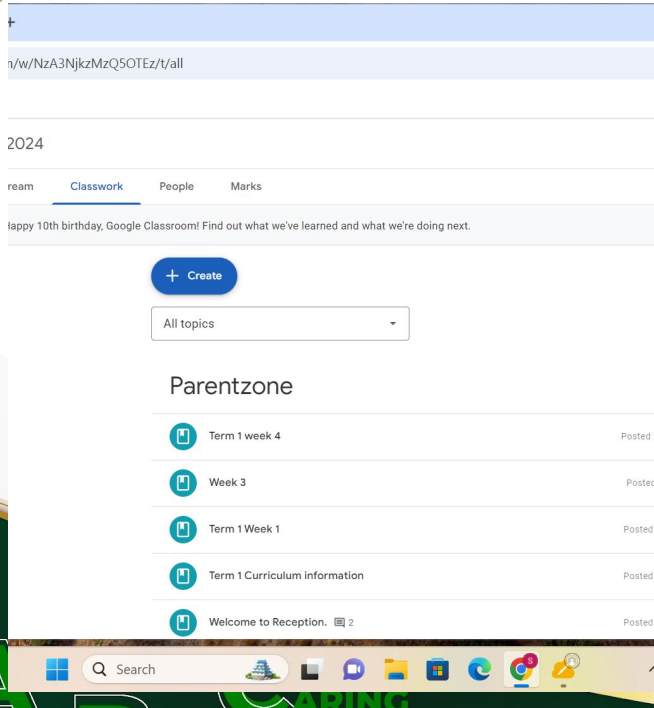 n/w/NzA3NjkzMzQ5OTEz/t/all
2024
ream Classwork People Marks
Happy 10th birthday, Google Classroom! Find out what we've learned and what we're doing next.
+ Create
All topics
Parentzone
Term 1 week 4 Posted
Week 3 Posted
Term 1 Week 1 Posted
Term 1 Curriculum information Posted
Welcome to Reception. 2 Posted
Search
S
CARING